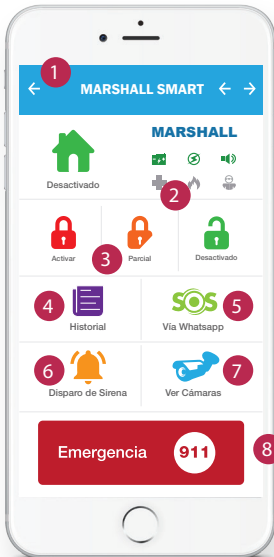 1
MARSHALL SMART
MARSHALL
Desactivado
2
Activar
3
Parcial
Desactivado
4
Historial
SOS
5
Vía Whatsapp
6
Disparo de Sirena
7
Ver Cámaras
Emergencia
911
8